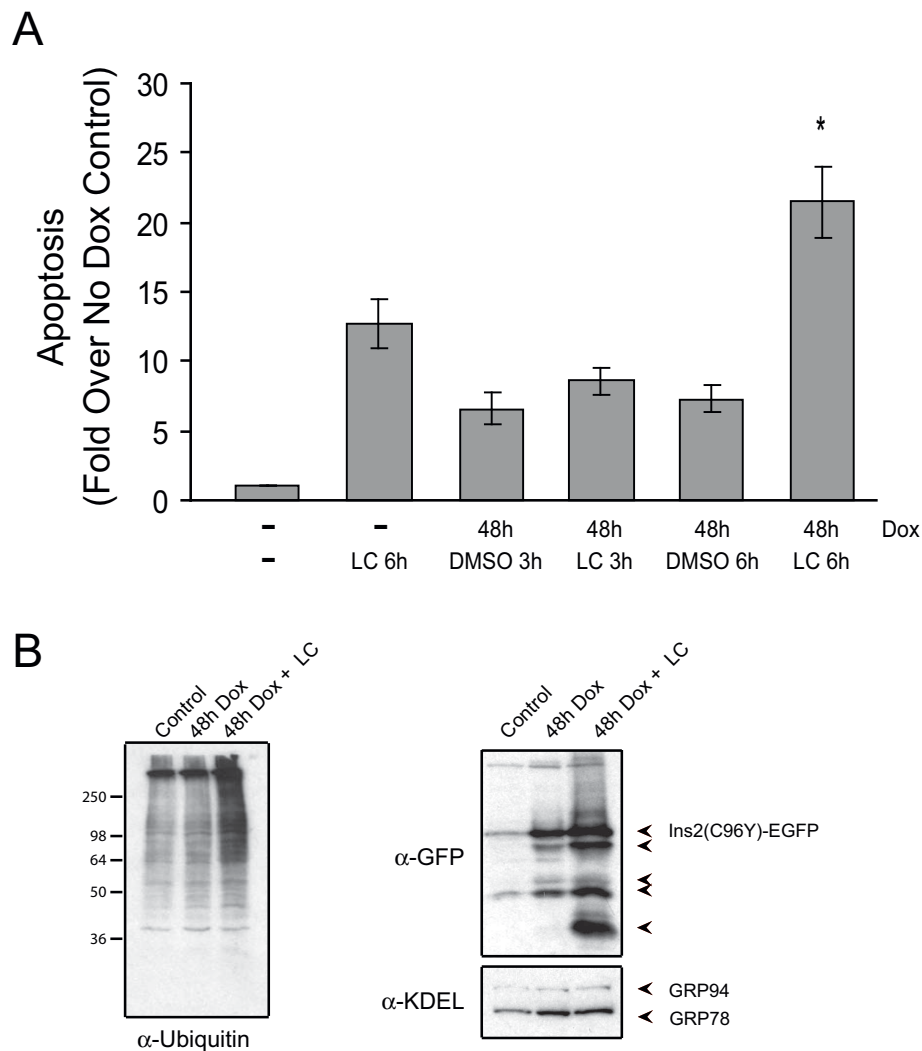 A
Apoptosis
(Fold Over No Dox Control)
30
25
20
15
10
5
0
*
- - 48h 48h 48h 48h Dox
- LC 6h DMSO 3h LC 3h DMSO 6h LC 6h
B
Control
48h Dox
48h Dox + LC
250
98
64
50
36
α-Ubiquitin
Control
48h Dox
48h Dox + LC
α-GFP
Ins2(C96Y)-EGFP
α-KDEL
GRP94
GRP78